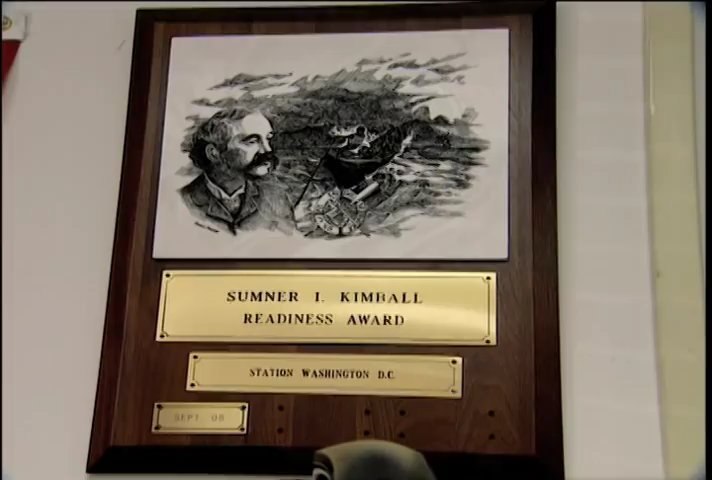 SUMNER I. KIMBALL
READINESS AWARD
STATION WASHINGTON D.C.
SEPT 08